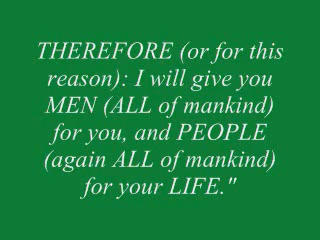 THEREFORE (or for this
reason): I will give you
MEN (ALL of mankind)
for you, and PEOPLE
(again ALL of mankind)
for your LIFE."